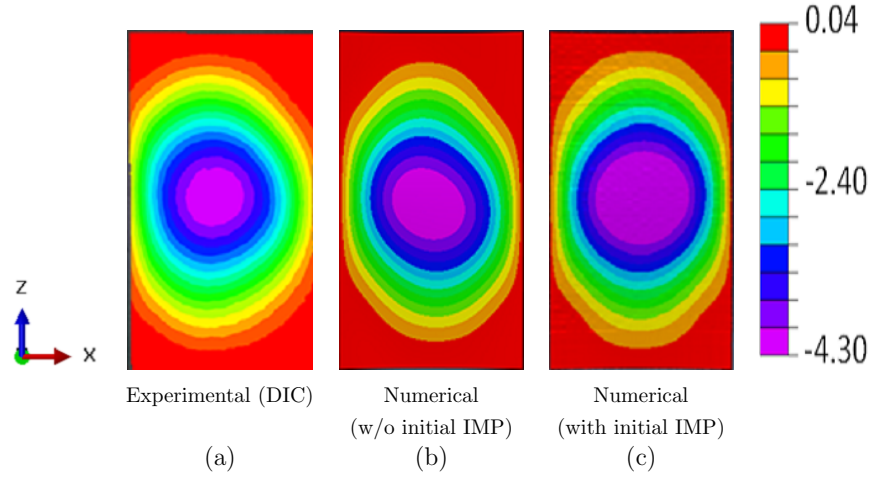 0.04
-2.40
-4.30
Z
X
Experimental (DIC)
Numerical
(w/o initial IMP)
Numerical
(with initial IMP)
(a)
(b)
(c)